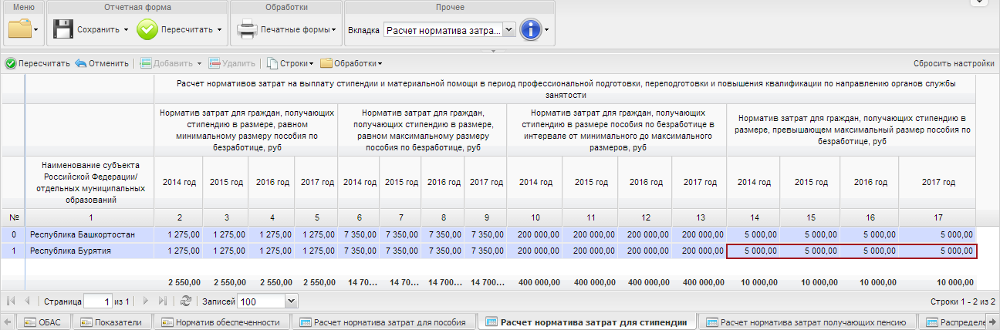 Меню
Отчетная форма
Обработки
Прочее
Сохранить
Пересчитать
Печатные формы
Вкладка
Расчет норматива затра...
Пересчитать
Отменить
Добавить
Удалить
Строки
Обработки
Сбросить настройки
Расчет нормативов затрат на выплату стипендии и материальной помощи в период профессиональной подготовки, переподготовки и повышения квалификации по направлению органов службы
занятости
Норматив затрат для граждан, получающих
стипендию в размере, равном
минимальному размеру пособия по
безработице, руб
Норматив затрат для граждан,
получающих стипендию в размере,
равном максимальному размеру
пособия по безработице, руб
Норматив затрат для граждан, получающих
стипендию в размере пособия по безработице в
интервале от минимального до максимального
размеров, руб
Норматив затрат для граждан, получающих стипендию в
размере, превышающем максимальный размер пособия по
безработице, руб
Наименование субъекта
Российской Федерации/
отдельных муниципальных
образований
2014 год 2015 год 2016 год 2017 год 2014 год 2015 год 2016 год 2017 год 2014 год 2015 год 2016 год 2017 год 2014 год 2015 год 2016 год 2017 год
№ 1 2 3 4 5 6 7 8 9 10 11 12 13 14 15 16 17
0 Республика Башкортостан 1 275,00 1 275,00 1 275,00 1 275,00 7 350,00 7 350,00 7 350,00 7 350,00 200 000,00 200 000,00 200 000,00 200 000,00 5 000,00 5 000,00 5 000,00 5 000,00
1 Республика Бурятия 1 275,00 1 275,00 1 275,00 1 275,00 7 350,00 7 350,00 7 350,00 7 350,00 200 000,00 200 000,00 200 000,00 200 000,00 5 000,00 5 000,00 5 000,00 5 000,00
2 550,00 2 550,00 2 550,00 2 550,00 14 70... 14 70... 14 700... 14 700... 400 000,00 400 000,00 400 000,00 400 000,00 10 000,00 10 000,00 10 000,00 10 000,00
Страница 1 из 1 Записей 100 Строки 1 - 2 из 2
ОБАС
Показатели
Норматив обеспеченности
Расчет норматива затрат для пособия
Расчет норматива затрат для стипендии
Расчет норматива затрат получающих пенсию
Распределе